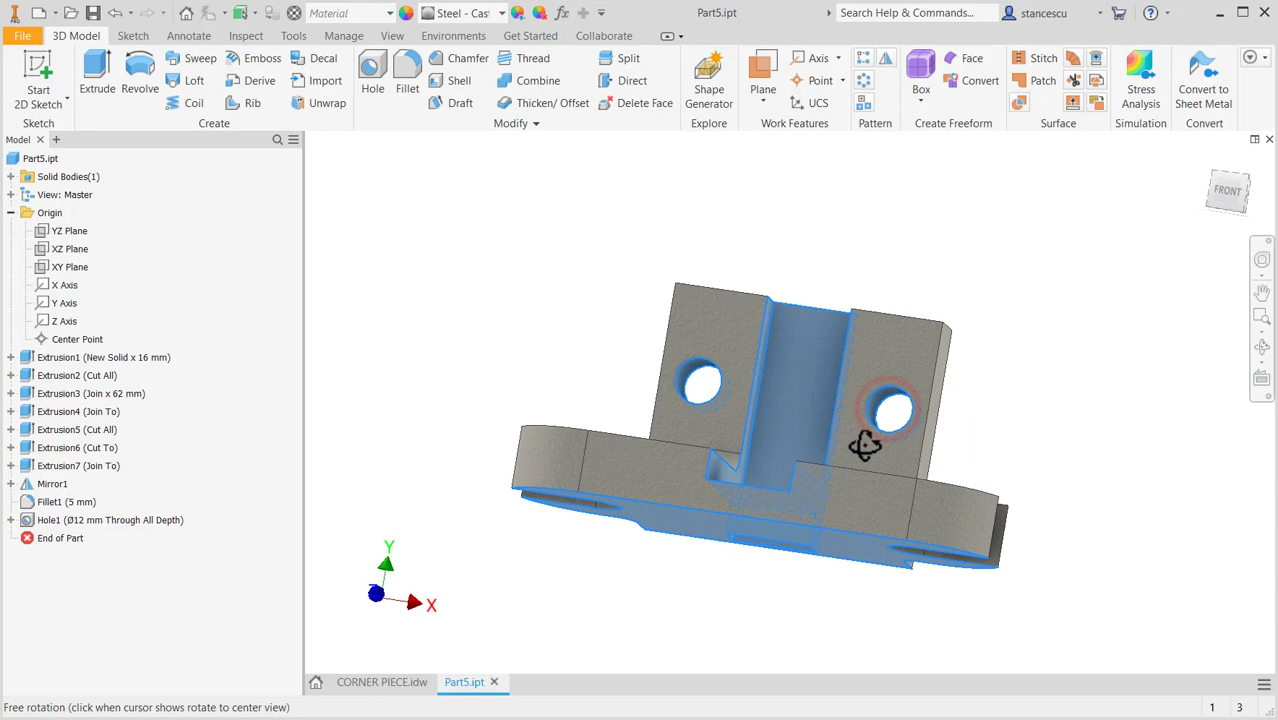 PRO
Material
Steel - Cas
Part5.ipt
Search Help & Commands...
stancescu
File
3D Model
Sketch
Annotate
Inspect
Tools
Manage
View
Environments
Get Started
Collaborate
Start
2D Sketch
Extrude
Revolve
Sweep
Loft
Coil
Emboss
Derive
Rib
Decal
Import
Unwrap
Hole
Fillet
Chamfer
Shell
Draft
Thread
Combine
Thicken/ Offset
Split
Direct
Delete Face
Shape
Generator
Plane
Axis
Point
UCS
Box
Face
Convert
Stitch
Patch
Stress
Analysis
Convert to
Sheet Metal
Sketch
Create
Modify
Explore
Work Features
Pattern
Create Freeform
Surface
Simulation
Convert
Model
Part5.ipt
Solid Bodies(1)
View: Master
Origin
YZ Plane
XZ Plane
XY Plane
X Axis
Y Axis
Z Axis
Center Point
Extrusion1 (New Solid x 16 mm)
Extrusion2 (Cut All)
Extrusion3 (Join x 62 mm)
Extrusion4 (Join To)
Extrusion5 (Cut All)
Extrusion6 (Cut To)
Extrusion7 (Join To)
Mirror1
Fillet1 (5 mm)
Hole1 (Ø12 mm Through All Depth)
End of Part
FRONT
Y
X
CORNER PIECE.idw
Part5.ipt
Free rotation (click when cursor shows rotate to center view)
1
3